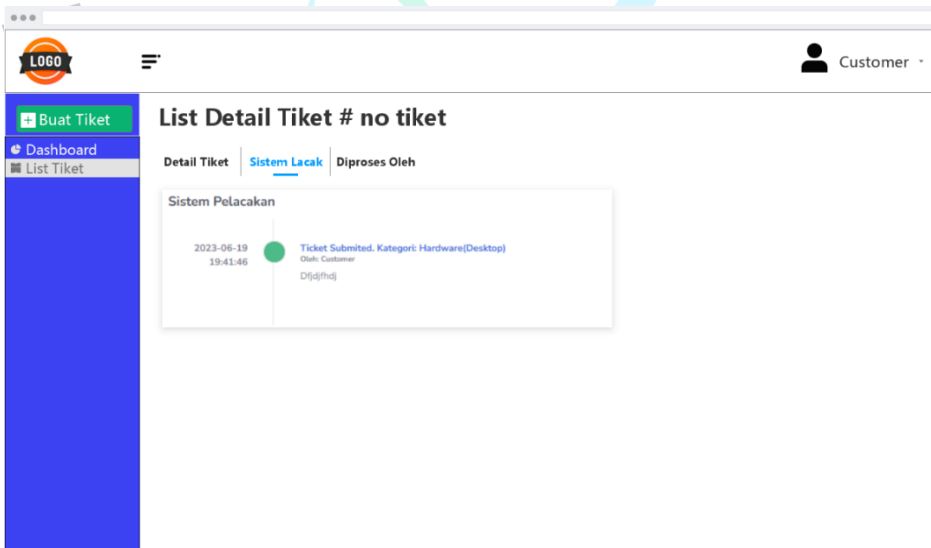 LOGO
Customer
Buat Tiket
Dashboard
List Tiket
List Detail Tiket # no tiket
Detail Tiket
Sistem Lacak
Diproses Oleh
Sistem Pelacakan
2023-06-19
19:41:46
Ticket Submited. Kategori: Hardware(Desktop)
Oleh: Customer
Dfjdjfhdj